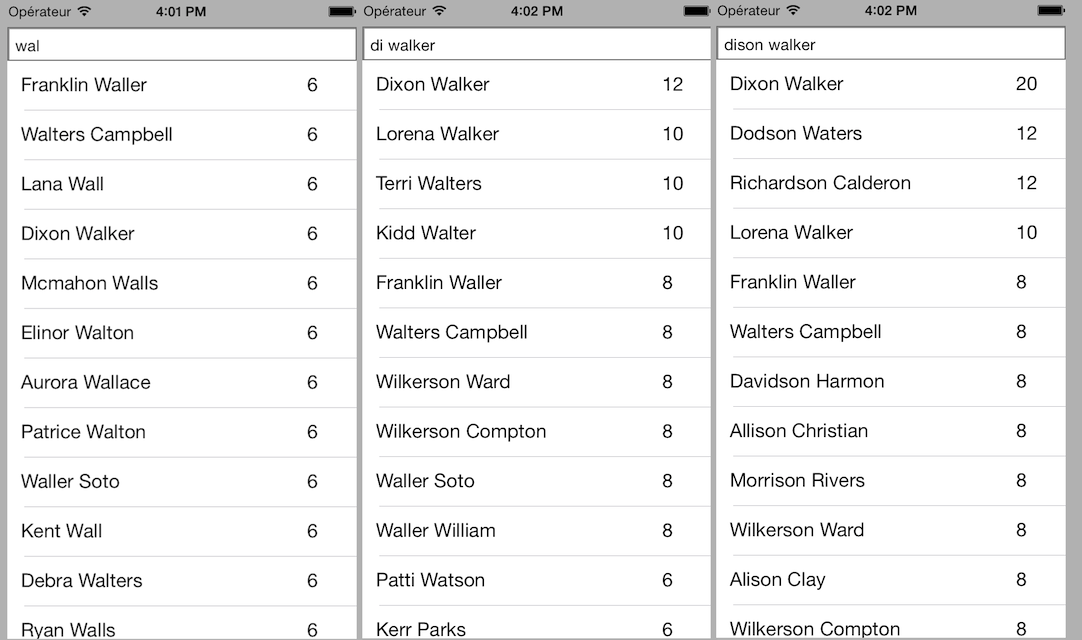 Opérateur 4:01 PM
wal
Franklin Waller 6
Walters Campbell 6
Lana Wall 6
Dixon Walker 6
Mcmahon Walls 6
Elinor Walton 6
Aurora Wallace 6
Patrice Walton 6
Waller Soto 6
Kent Wall 6
Debra Walters 6
Ryan Walls 6
Opérateur 4:02 PM
di walker
Dixon Walker 12
Lorena Walker 10
Terri Walters 10
Kidd Walter 10
Franklin Waller 8
Walters Campbell 8
Wilkerson Ward 8
Wilkerson Compton 8
Waller Soto 8
Waller William 8
Patti Watson 6
Kerr Parks 6
Opérateur 4:02 PM
dison walker
Dixon Walker 20
Dodson Waters 12
Richardson Calderon 12
Lorena Walker 10
Franklin Waller 8
Walters Campbell 8
Davidson Harmon 8
Allison Christian 8
Morrison Rivers 8
Wilkerson Ward 8
Alison Clay 8
Wilkerson Compton 8